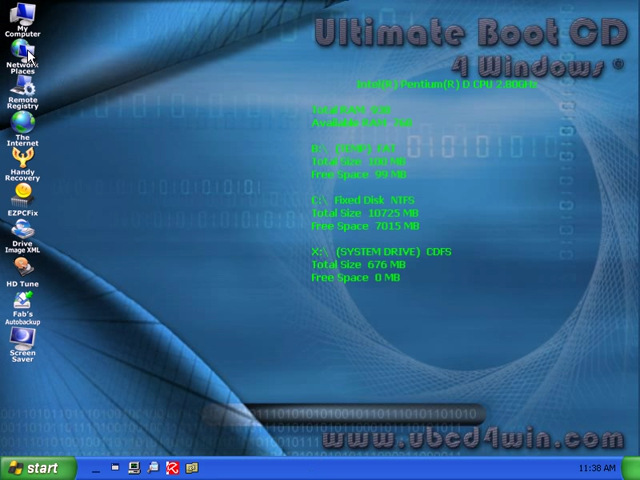 My
Computer
Network
Places
Remote
Registry
The
Internet
Handy
Recovery
EZPCFix
Drive
Image XML
HD Tune
Fab's
Autobackup
Screen
Saver
Ultimate Boot CD
4 Windows ®
Intel(R) Pentium(R) D CPU 2.80GHz
Total RAM
Available RAM
B:\ (TEMP) FAT
Total Size 100 MB
Free Space 99 MB
C:\ Fixed Disk NTFS
Total Size 10725 MB
Free Space 7015 MB
X:\ (SYSTEM DRIVE) CDFS
Total Size 676 MB
Free Space 0 MB
www.ubcd4win.com
start
11:38 AM